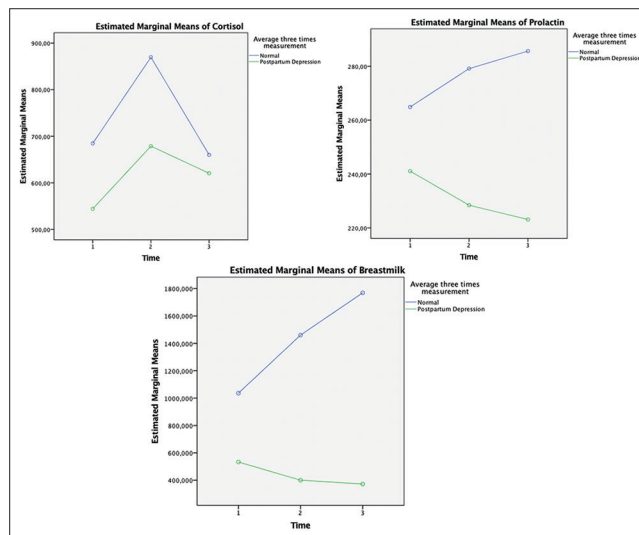 Estimated Marginal Means of Cortisol
Average three times
measurement
Normal
Postpartum Depression
Estimated Marginal Means
900,00
800,00
700,00
600,00
500,00
1
2
3
Time
Estimated Marginal Means of Prolactin
Average three times
measurement
Normal
Postpartum Depression
Estimated Marginal Means
280,00
260,00
240,00
220,00
1
2
3
Time
Estimated Marginal Means of Breastmilk
Average three times
measurement
Normal
Postpartum Depression
Estimated Marginal Means
1800,000
1600,000
1400,000
1200,000
1000,000
800,000
600,000
400,000
1
2
3
Time